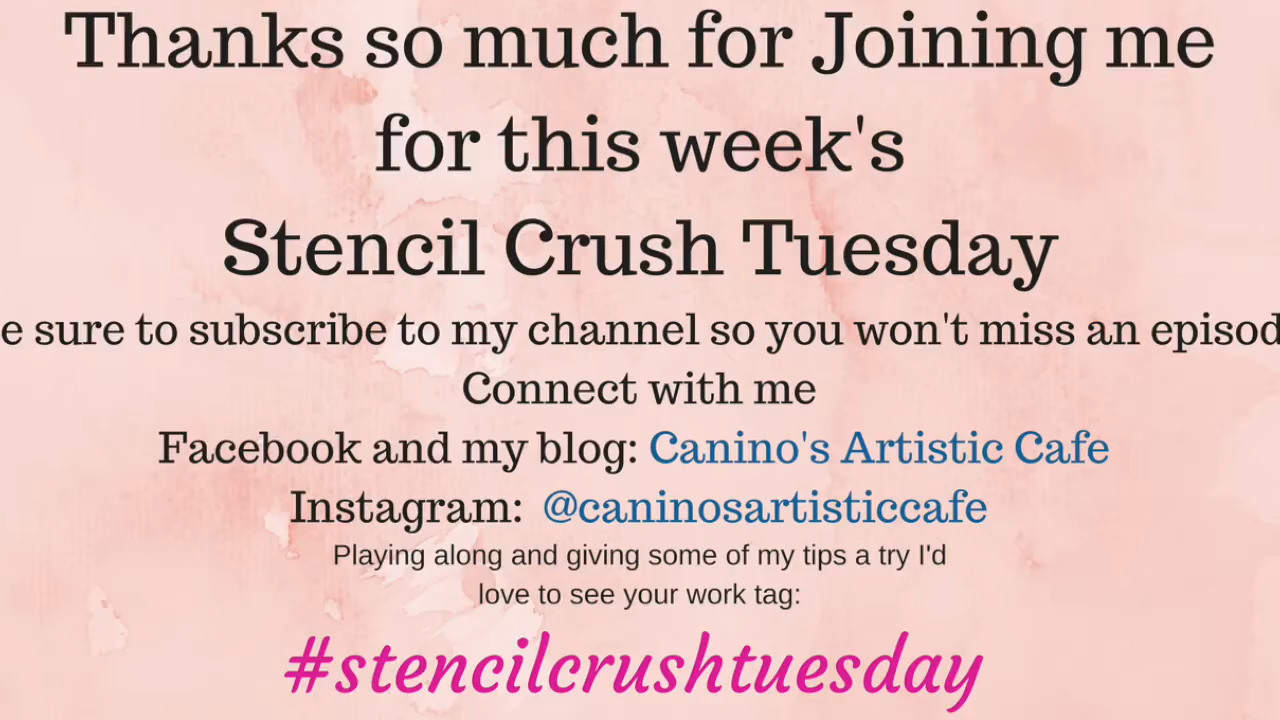 Thanks so much for Joining me
for this week's
Stencil Crush Tuesday
e sure to subscribe to my channel so you won't miss an episod
Connect with me
Facebook and my blog: Canino's Artistic Cafe
Instagram: @caninosartisticcafe
Playing along and giving some of my tips a try I'd
love to see your work tag:
#stencilcrushtuesday